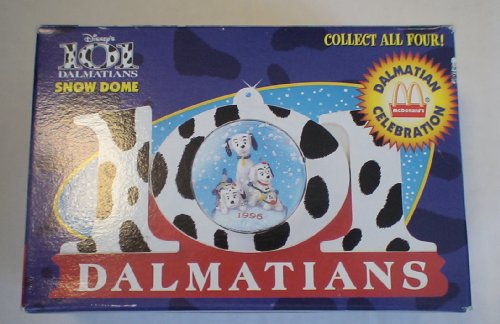 Disney's
101
DALMATIANS
SNOW DOME
COLLECT ALL FOUR!
DALMATIAN
McDonald's
CELEBRATION
101
1996
DALMATIANS